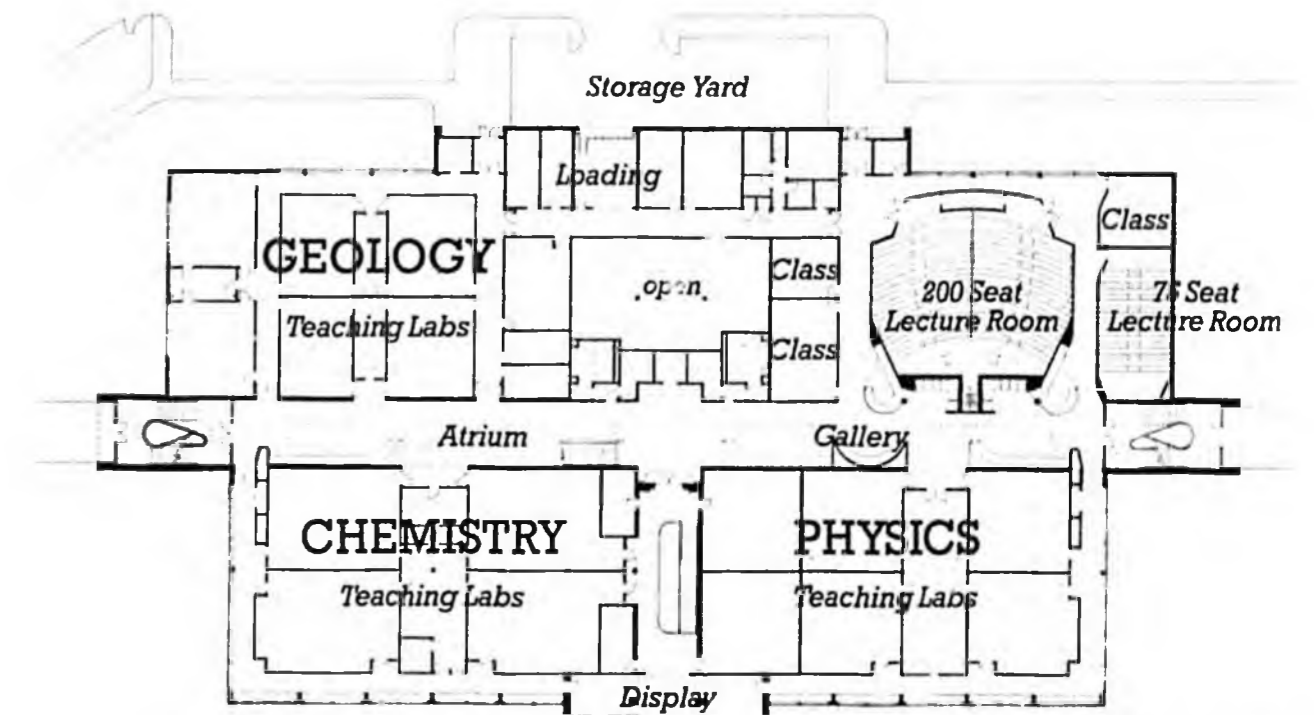 Storage Yard
Loading
Class
GEOLOGY
Class
open
200 Seat
Lecture Room
75 Seat
Lecture Room
Teaching Labs
Class
Atrium
Gallery
CHEMISTRY
PHYSICS
Teaching Labs
Teaching Labs
Display